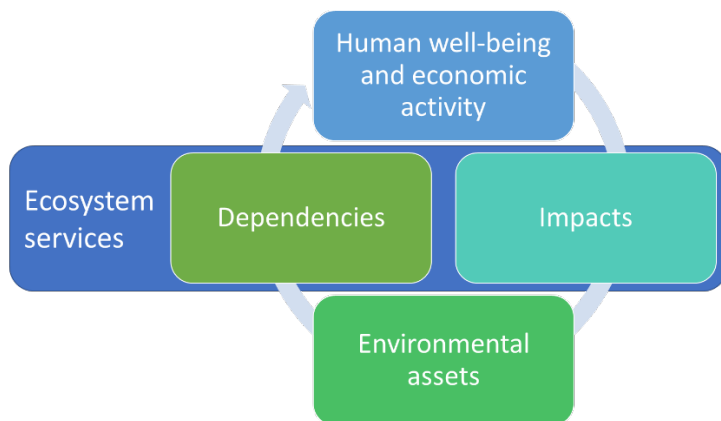 Human well-being
and economic
activity
Ecosystem
services
Dependencies
Impacts
Environmental
assets